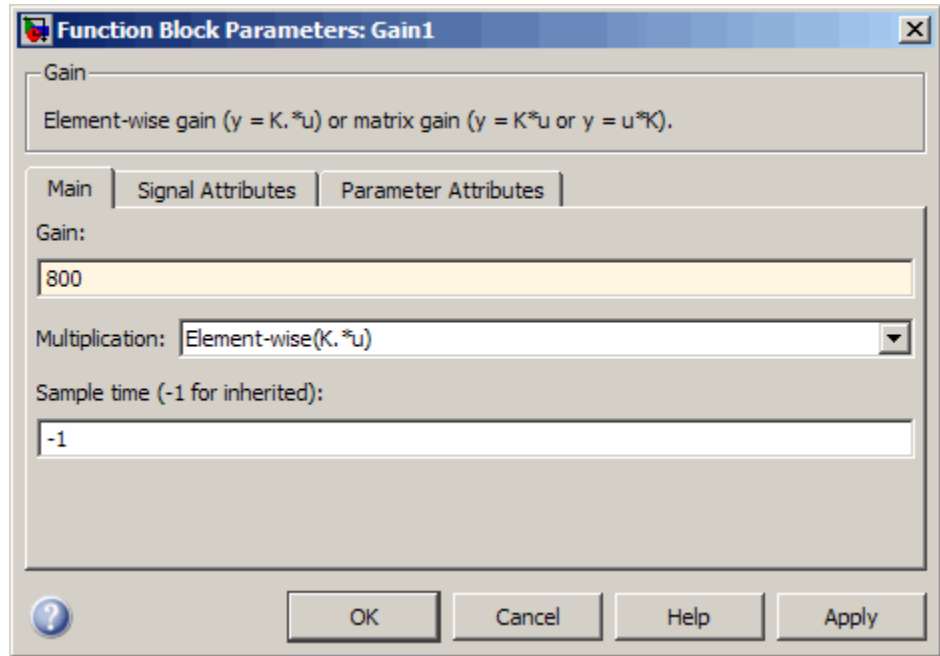 Function Block Parameters: Gain1
Gain
Element-wise gain (y = K.*u) or matrix gain (y = K*u or y = u*K).
Main Signal Attributes Parameter Attributes
Gain:
800
Multiplication: Element-wise(K.*u)
Sample time (-1 for inherited):
-1
OK Cancel Help Apply